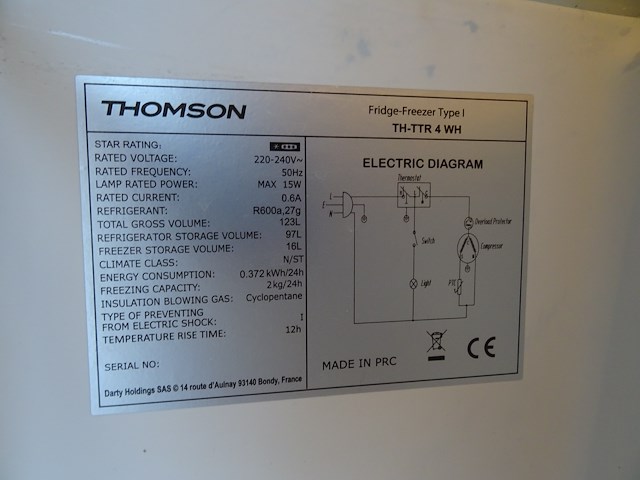 THOMSON
Fridge-Freezer Type I
TH-TTR 4 WH
STAR RATING:
RATED VOLTAGE: 220-240V~
RATED FREQUENCY: 50Hz
LAMP RATED POWER: MAX 15W
RATED CURRENT: 0.6A
REFRIGERANT: R600a,27g
TOTAL GROSS VOLUME: 123L
REFRIGERATOR STORAGE VOLUME: 97L
FREEZER STORAGE VOLUME: 16L
CLIMATE CLASS: N/ST
ENERGY CONSUMPTION: 0.372 kWh/24h
FREEZING CAPACITY: 2kg/24h
INSULATION BLOWING GAS: Cyclopentane
TYPE OF PREVENTING
FROM ELECTRIC SHOCK: I
TEMPERATURE RISE TIME: 12h
SERIAL NO:
Darty Holdings SAS © 14 route d'Aulnay 93140 Bondy, France
ELECTRIC DIAGRAM
Thermostat
L
E
N
Overload Protector
Switch
Compressor
Light
PTC
MADE IN PRC
CE